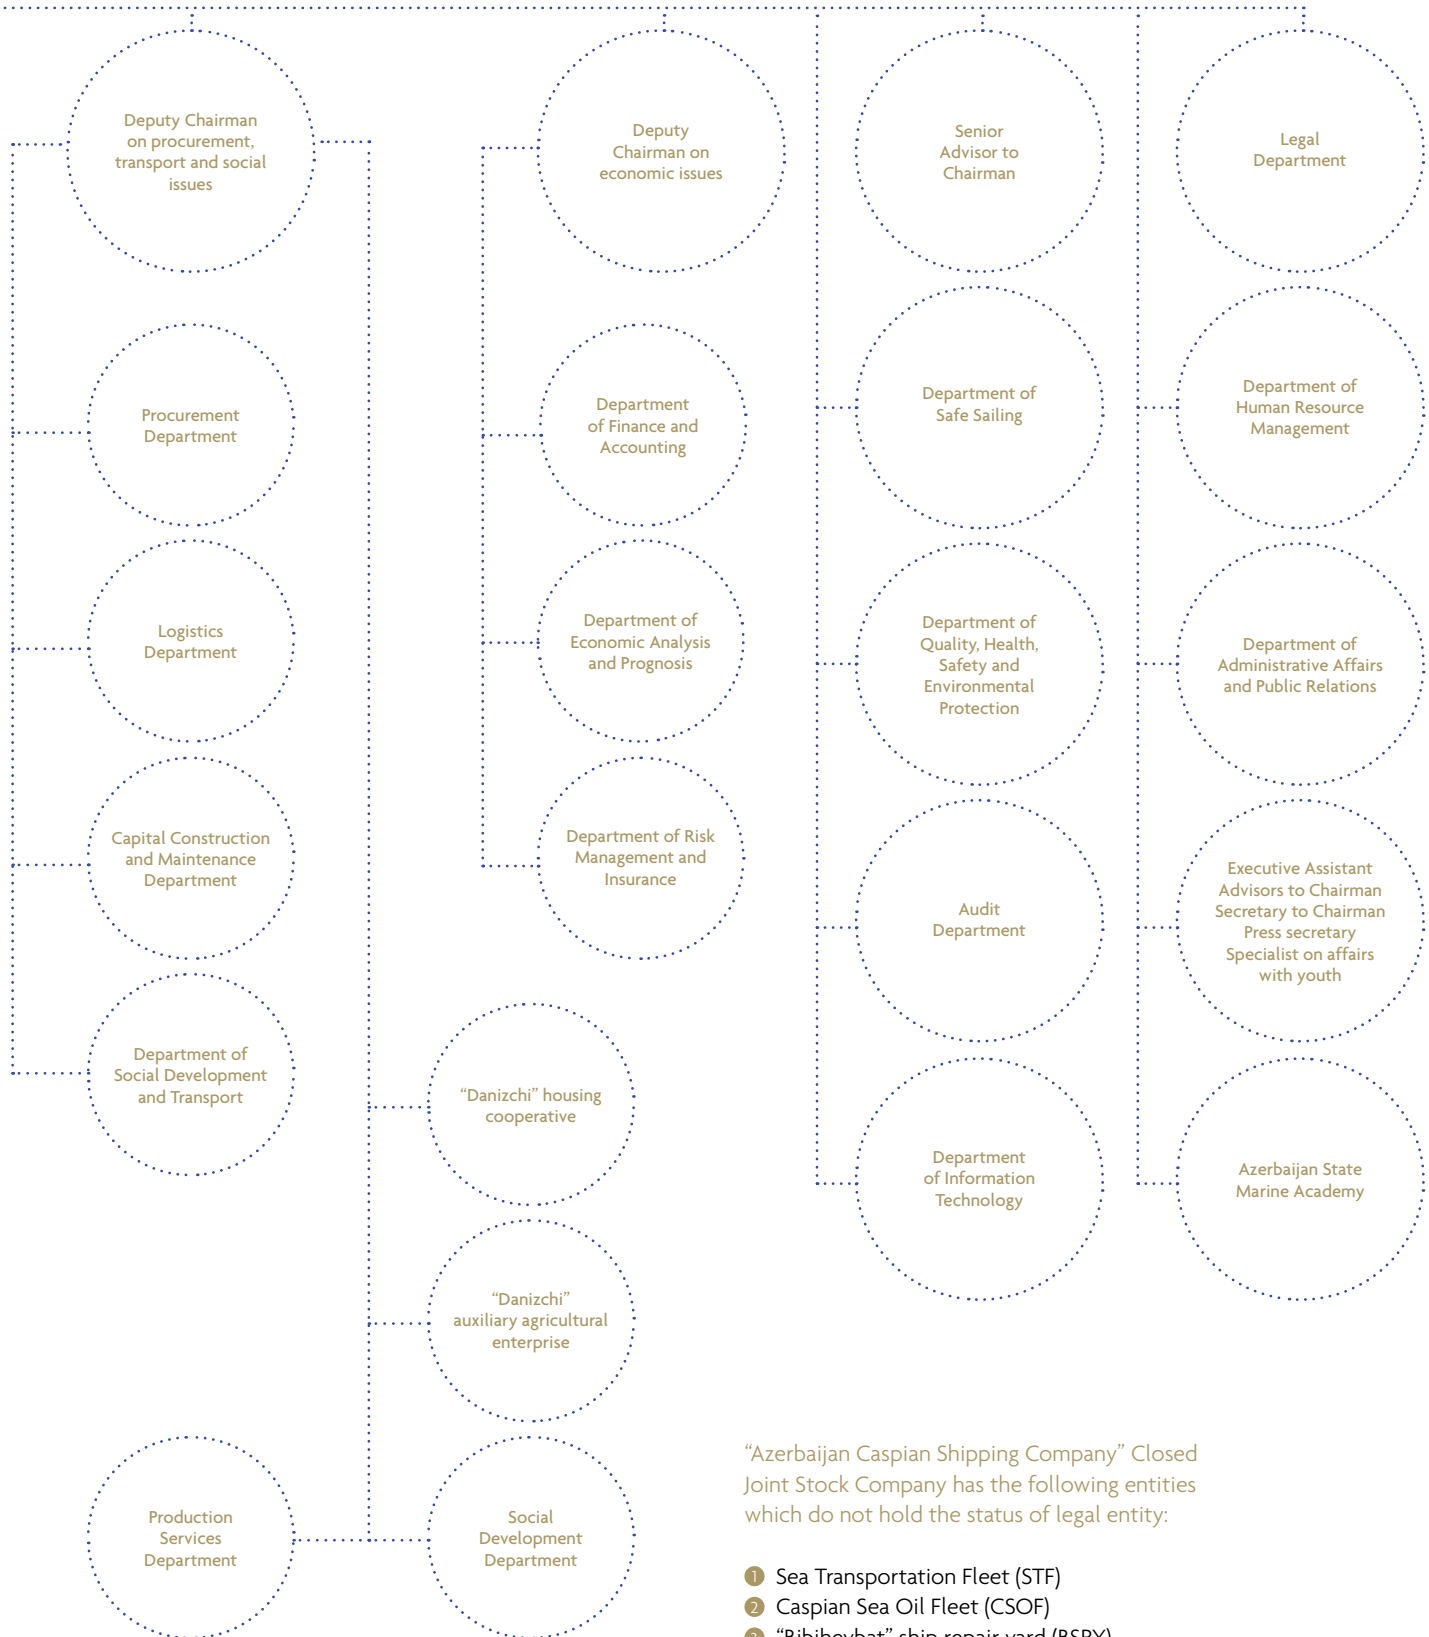 Deputy Chairman
on procurement,
transport and social
issues
Deputy
Chairman on
economic issues
Senior
Advisor to
Chairman
Legal
Department
Procurement
Department
Department
of Finance and
Accounting
Department of
Safe Sailing
Department of
Human Resource
Management
Logistics
Department
Department of
Economic Analysis
and Prognosis
Department of
Quality, Health,
Safety and
Environmental
Protection
Department of
Administrative Affairs
and Public Relations
Capital Construction
and Maintenance
Department
Department of Risk
Management and
Insurance
Audit
Department
Executive Assistant
Advisors to Chairman
Secretary to Chairman
Press secretary
Specialist on affairs
with youth
Department of
Social Development
and Transport
“Danizchi” housing
cooperative
Department
of Information
Technology
Azerbaijan State
Marine Academy
“Danizchi”
auxiliary agricultural
enterprise
Production
Services
Department
Social
Development
Department
“Azerbaijan Caspian Shipping Company” Closed
Joint Stock Company has the following entities
which do not hold the status of legal entity:
1 Sea Transportation Fleet (STF)
2 Caspian Sea Oil Fleet (CSOF)
3 “Bibiheybat” ship repair yard (BSRY)